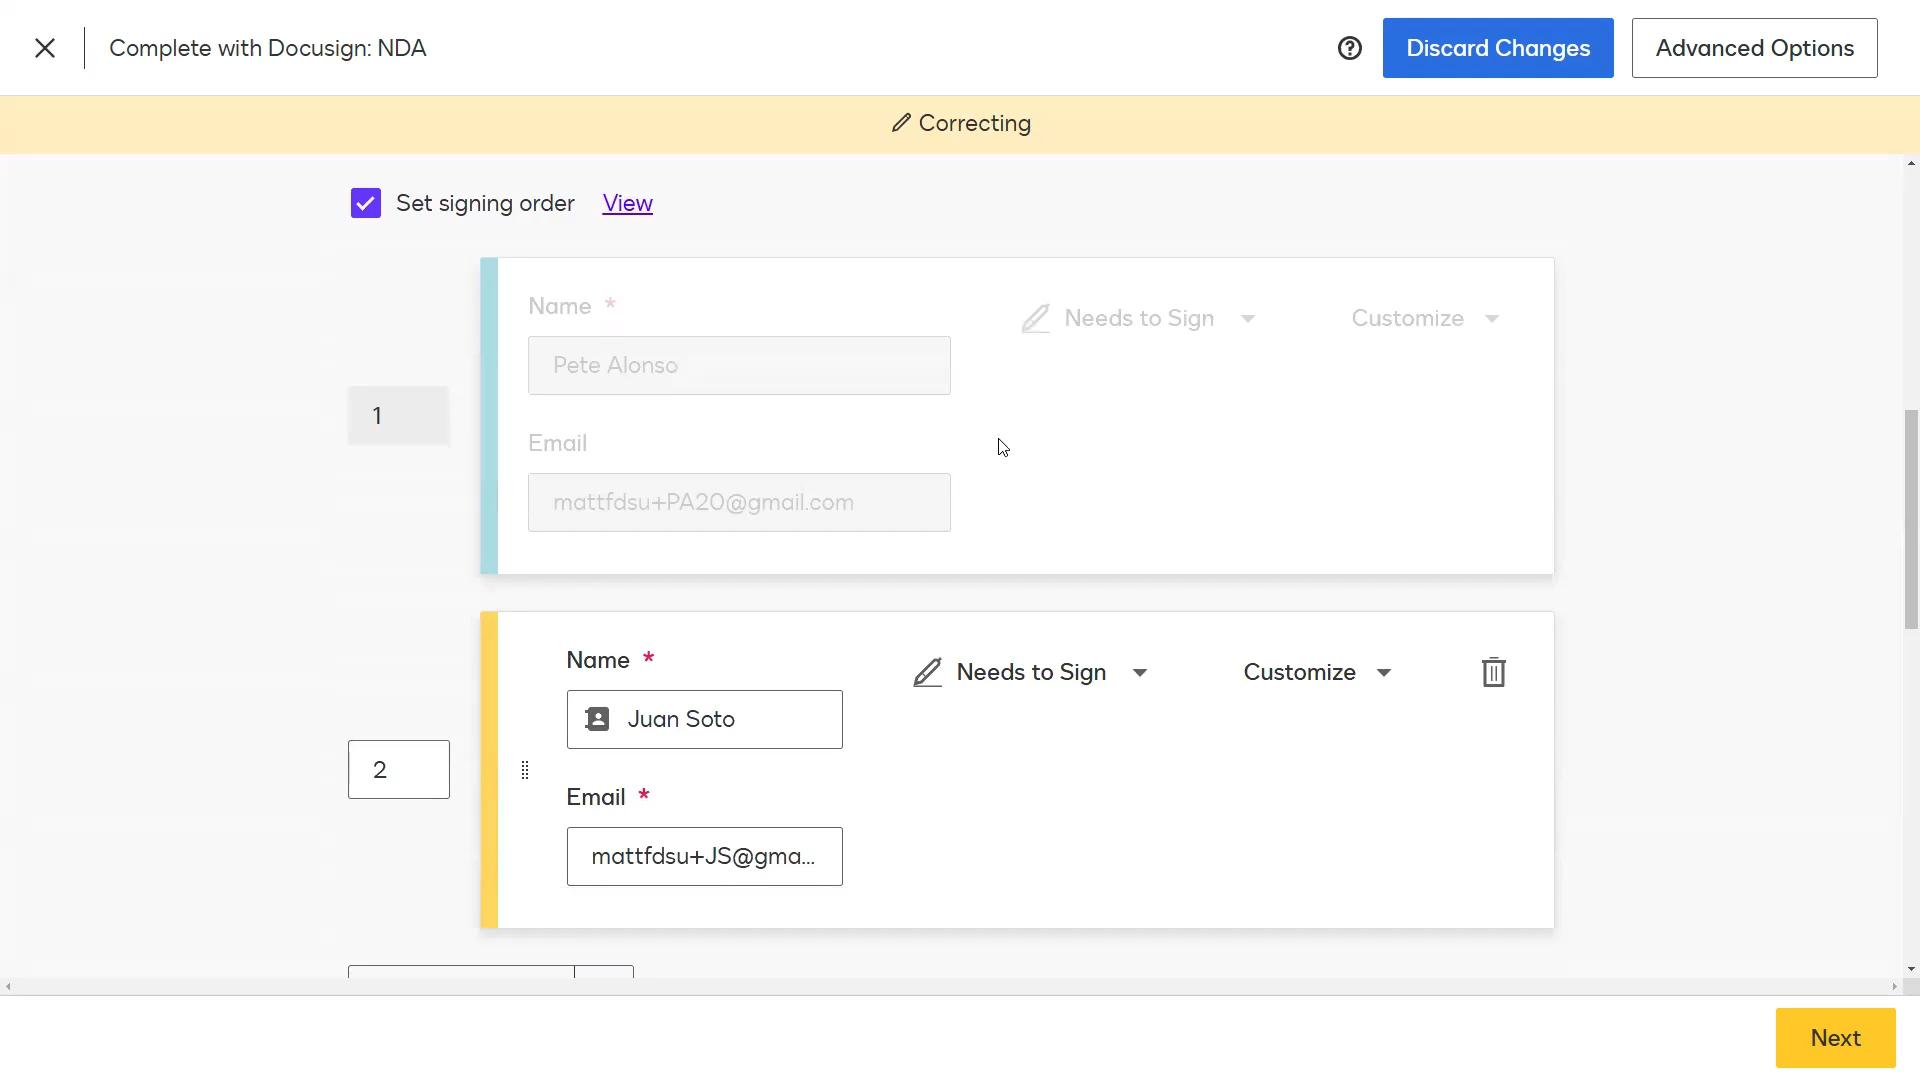 Complete with Docusign: NDA
Discard Changes
Advanced Options
Correcting
Set signing order View
Name *
Needs to Sign
Customize
Pete Alonso
1
Email
mattfdsu+PA20@gmail.com
Name *
Needs to Sign
Customize
Juan Soto
2
Email *
mattfdsu+JS@gma...
Next